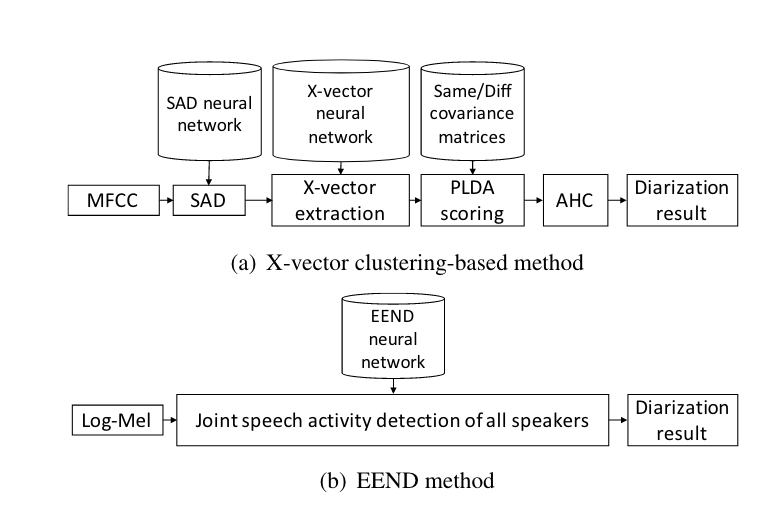 SAD neural
network
X-vector
neural
network
Same/Diff
covariance
matrices
MFCC
SAD
X-vector
extraction
PLDA
scoring
AHC
Diarization
result
(a) X-vector clustering-based method
EEND
neural
network
Log-Mel
Joint speech activity detection of all speakers
Diarization
result
(b) EEND method